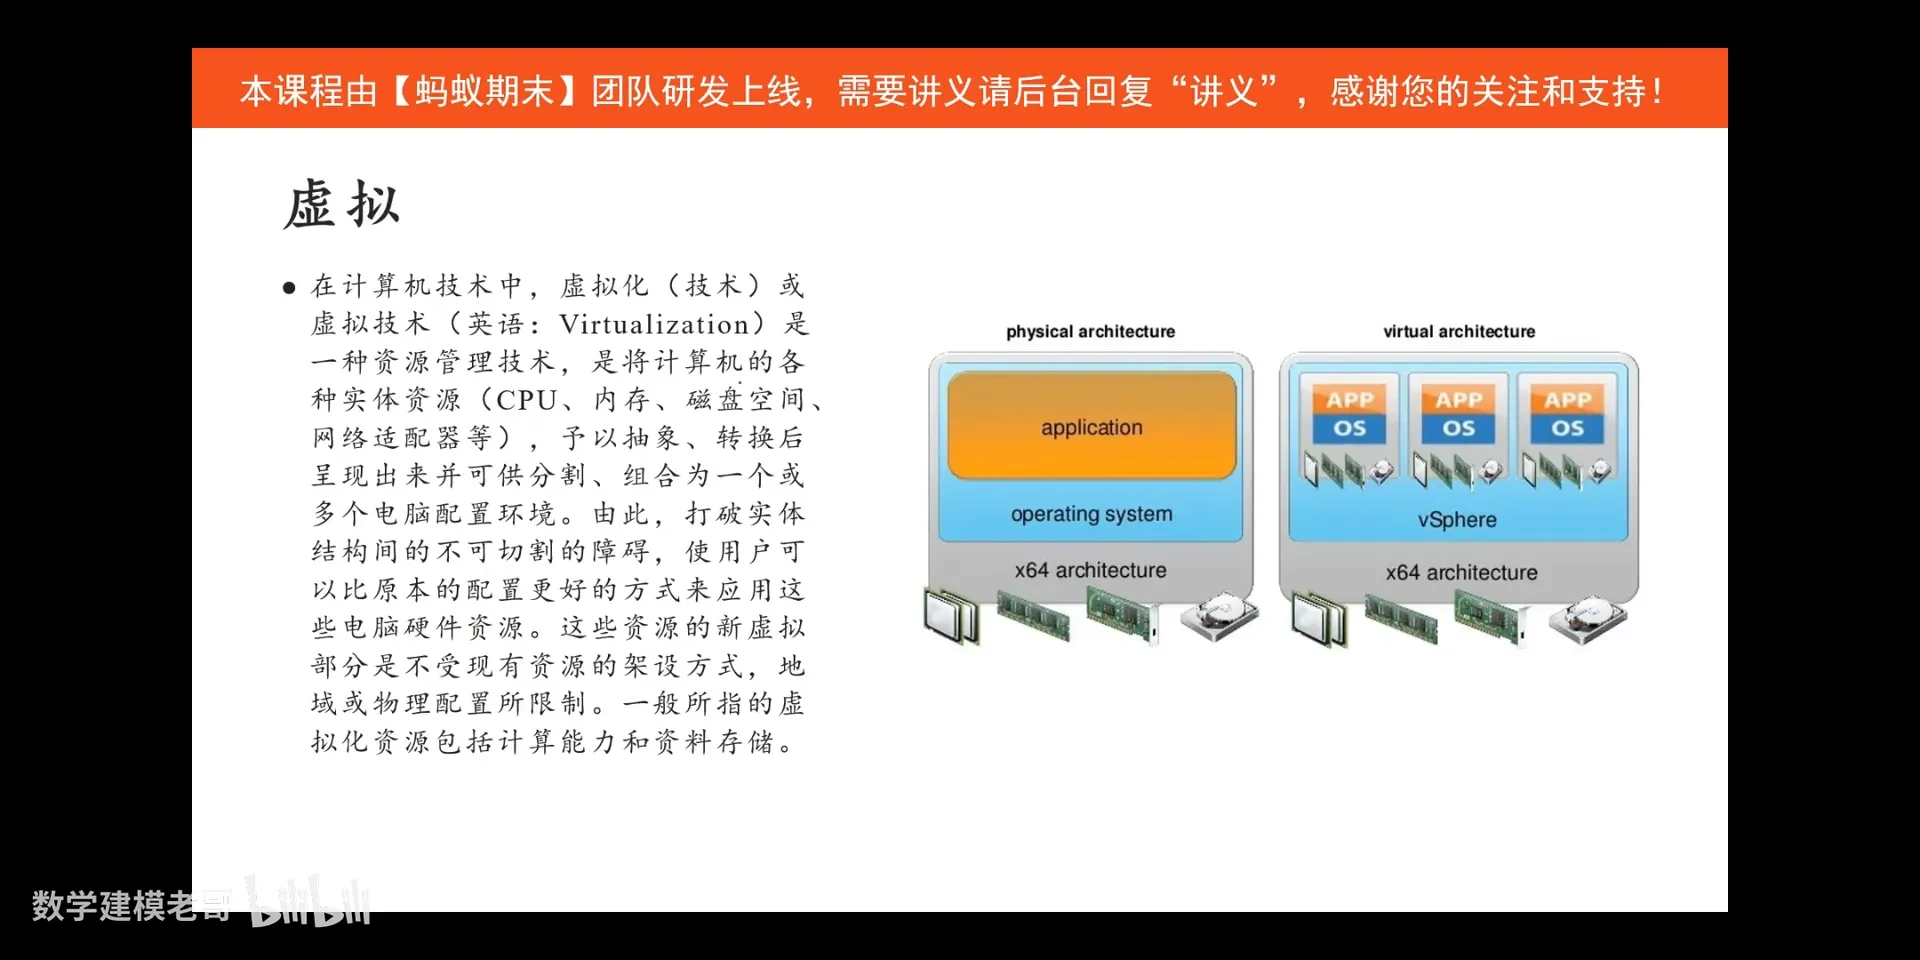 本课程由【蚂蚁期末】团队研发上线，需要讲义请后台回复“讲义”，感谢您的关注和支持！
虚拟
● 在计算机技术中，虚拟化（技术）或
虚拟技术（英语：Virtualization）是
一种资源管理技术，是将计算机的各
种实体资源（CPU、内存、磁盘空间、
网络适配器等），予以抽象、转换后
呈现出来并可供分割、组合为一个或
多个电脑配置环境。由此，打破实体
结构间的不可切割的障碍，使用户可
以比原本的配置更好的方式来应用这
些电脑硬件资源。这些资源的新虚拟
部分是不受现有资源的架设方式，地
域或物理配置所限制。一般所指的虚
拟化资源包括计算能力和资料存储。
physical architecture
application
operating system
x64 architecture
virtual architecture
APP
OS
APP
OS
APP
OS
vSphere
x64 architecture
数学建模老哥 bilibili